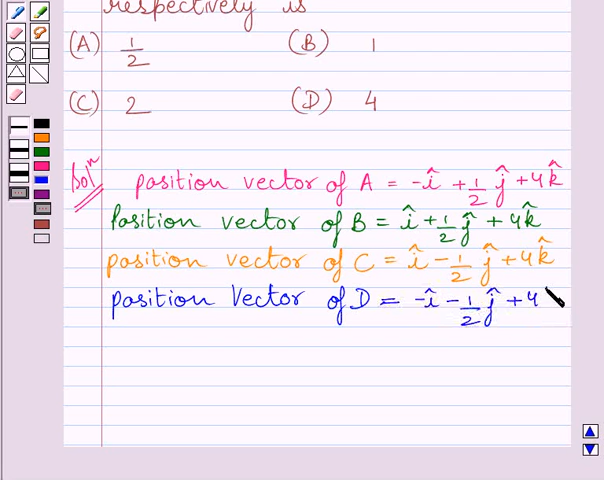 respectively is
(A) 1/2 (B) 1
(C) 2 (D) 4
Solⁿ position vector of A = -î + 1/2 ĵ + 4k̂
Position vector of B = î + 1/2 ĵ + 4k̂
position vector of C = î - 1/2 ĵ + 4k̂
position Vector of D = -î - 1/2 ĵ + 4